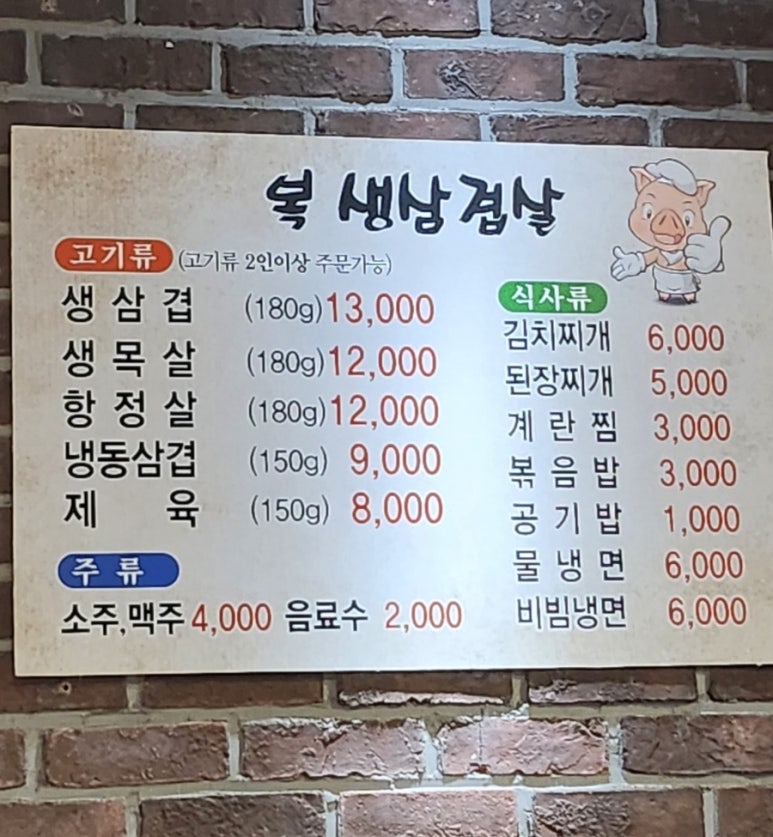 복 생삼겹살
고기류 (고기류 2인이상 주문가능)
생삼겹 (180g) 13,000
생목살 (180g) 12,000
항정살 (180g) 12,000
냉동삼겹 (150g) 9,000
제육 (150g) 8,000
주류
소주,맥주 4,000 음료수 2,000
식사류
김치찌개 6,000
된장찌개 5,000
계란찜 3,000
볶음밥 3,000
공기밥 1,000
물냉면 6,000
비빔냉면 6,000